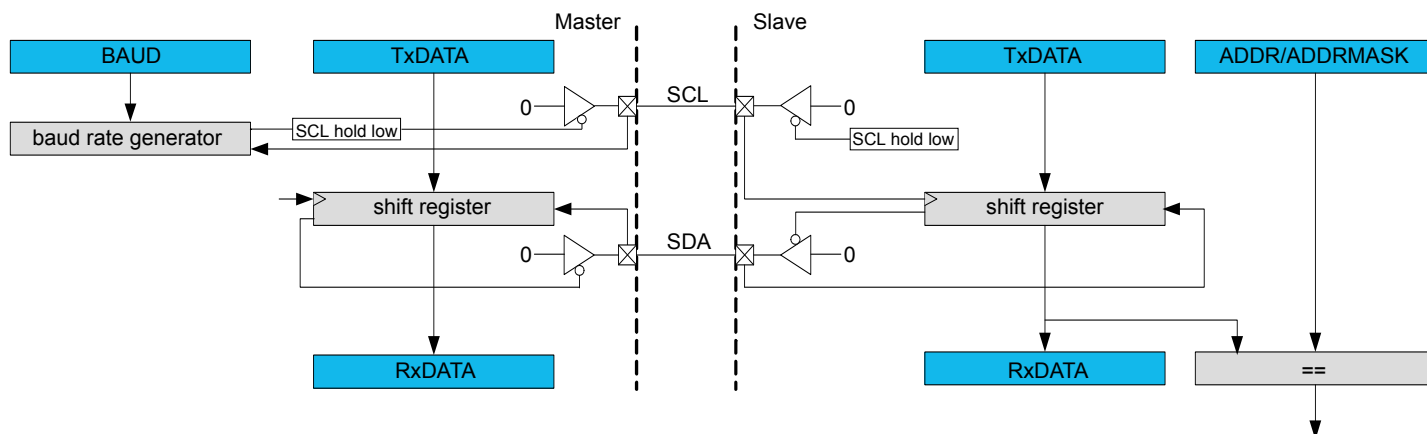 Master
Slave
BAUD
TxDATA
TxDATA
ADDR/ADDRMASK
0
SCL
0
baud rate generator
SCL hold low
SCL hold low
shift register
shift register
0
SDA
0
RxDATA
RxDATA
==